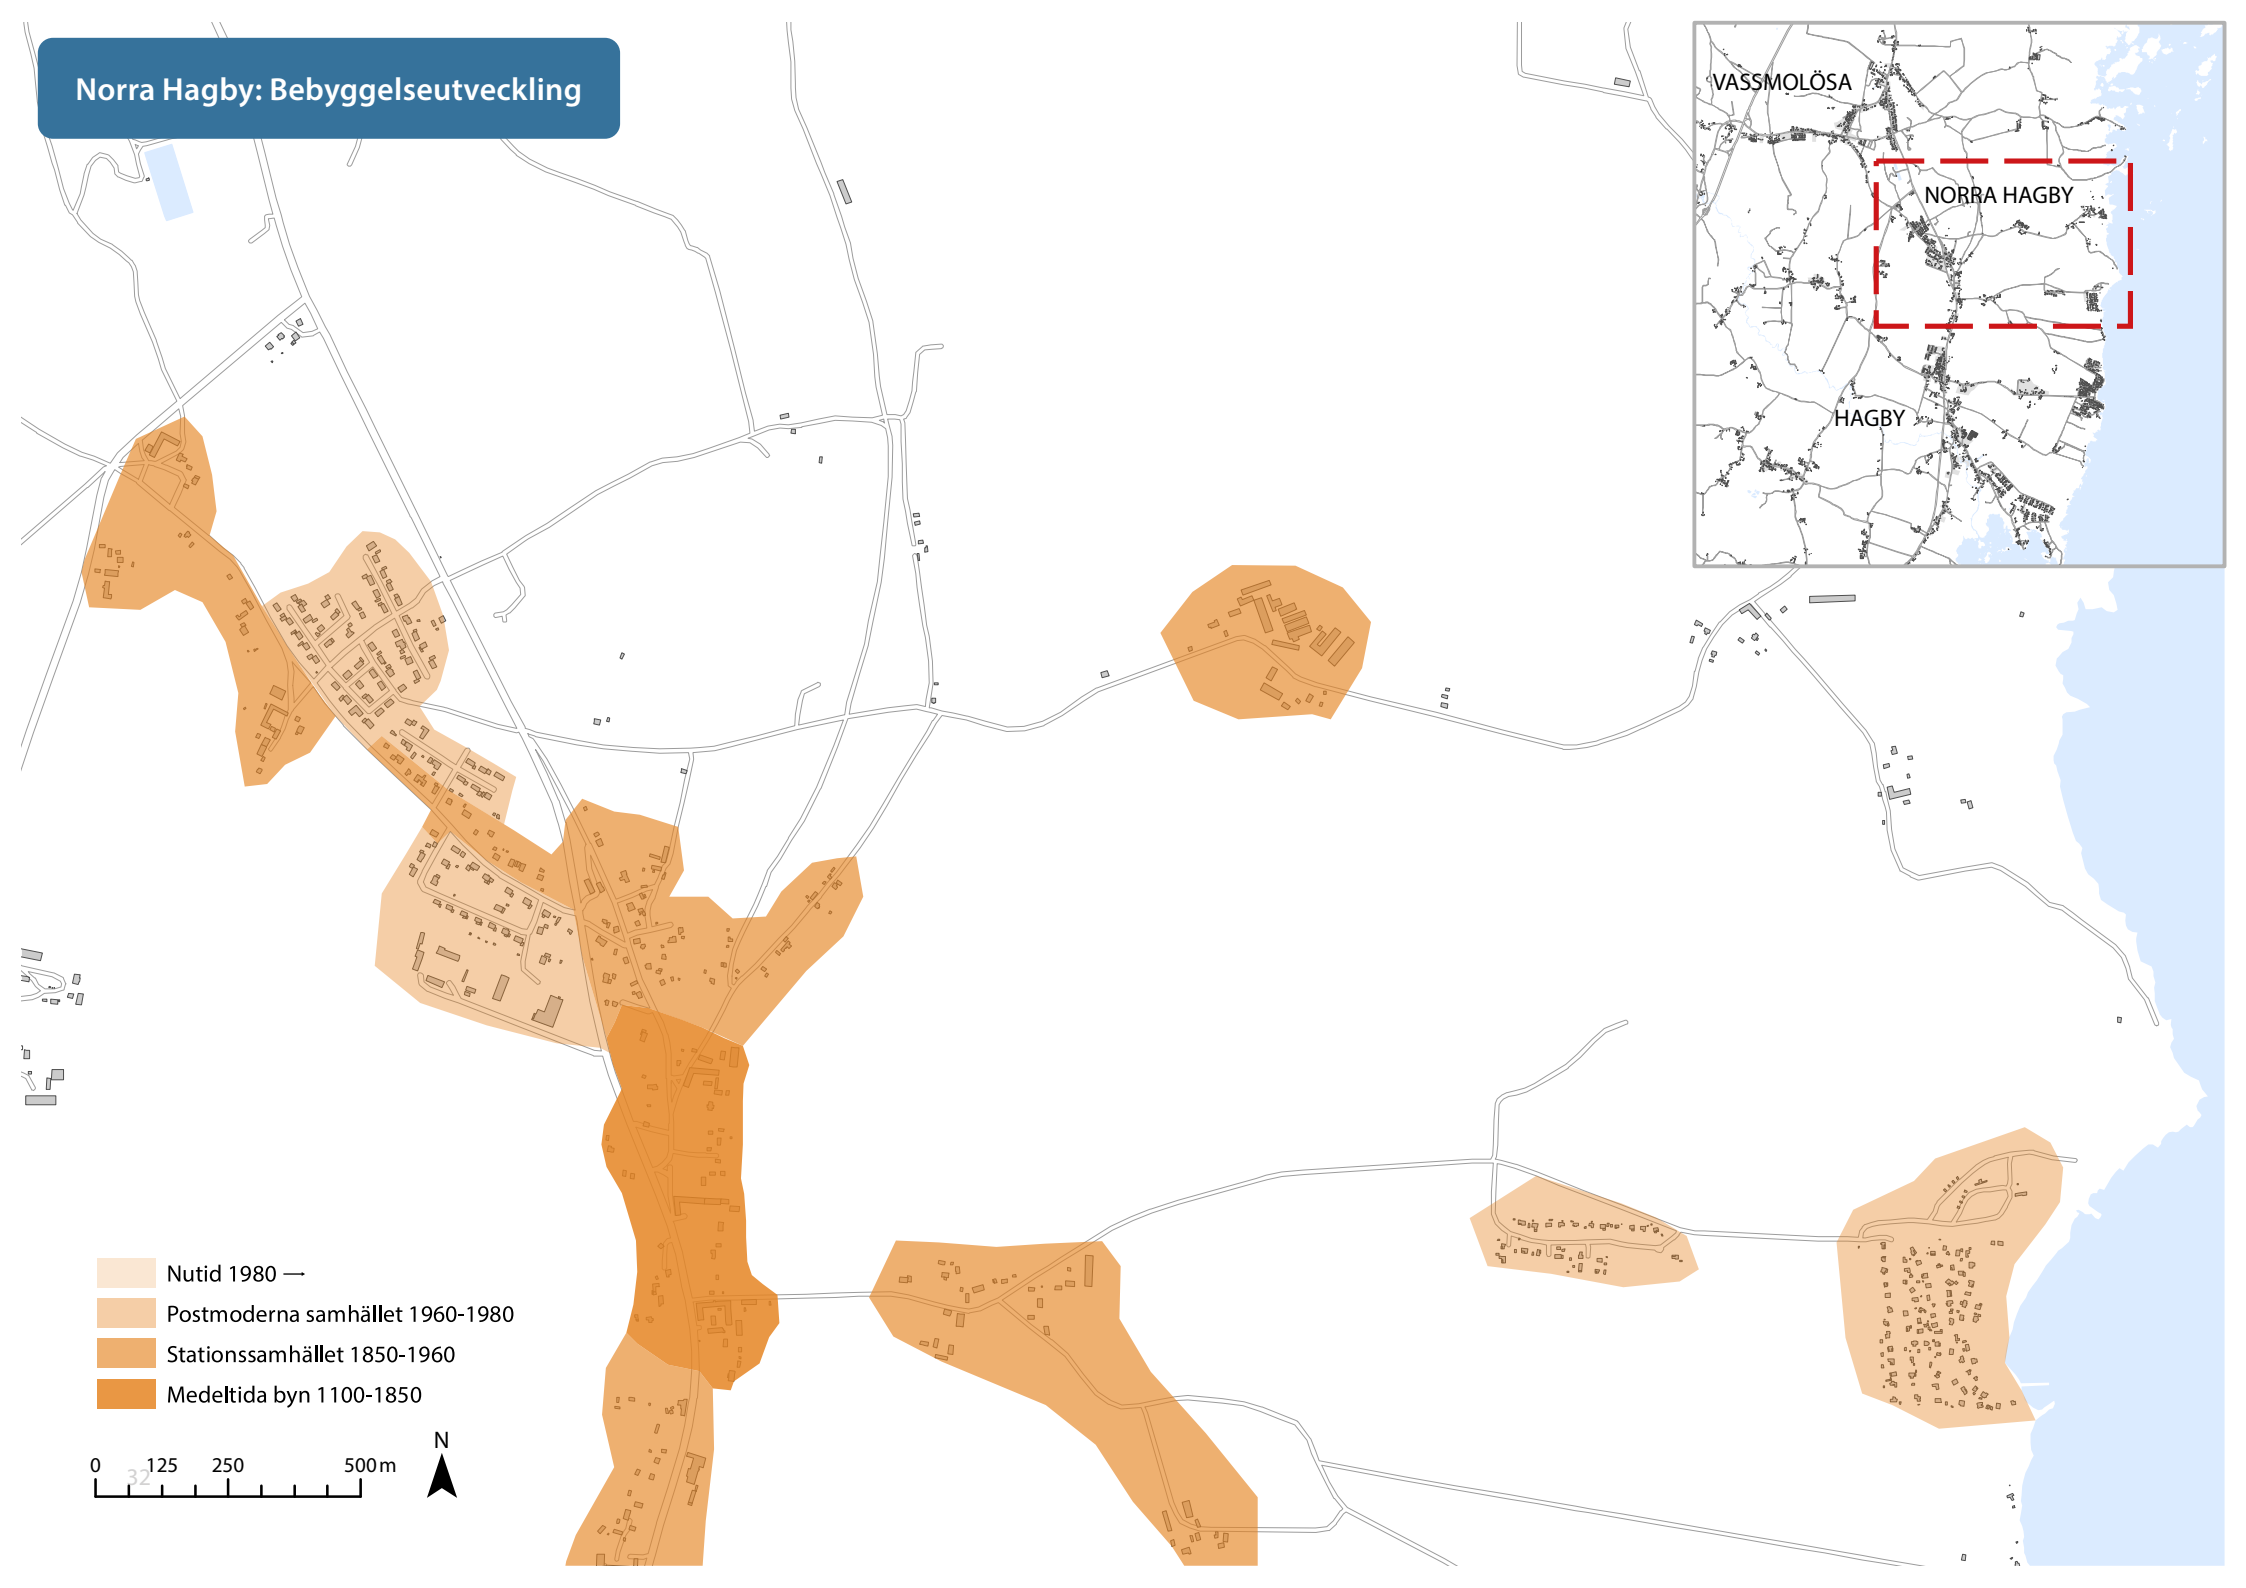 Norra Hagby: Bebyggelseutveckling
VASSMOLÖSA
NORRA HAGBY
HAGBY
Nutid 1980 →
Postmoderna samhället 1960-1980
Stationssamhället 1850-1960
Medeltida byn 1100-1850
N
0 125 250 500 m
32